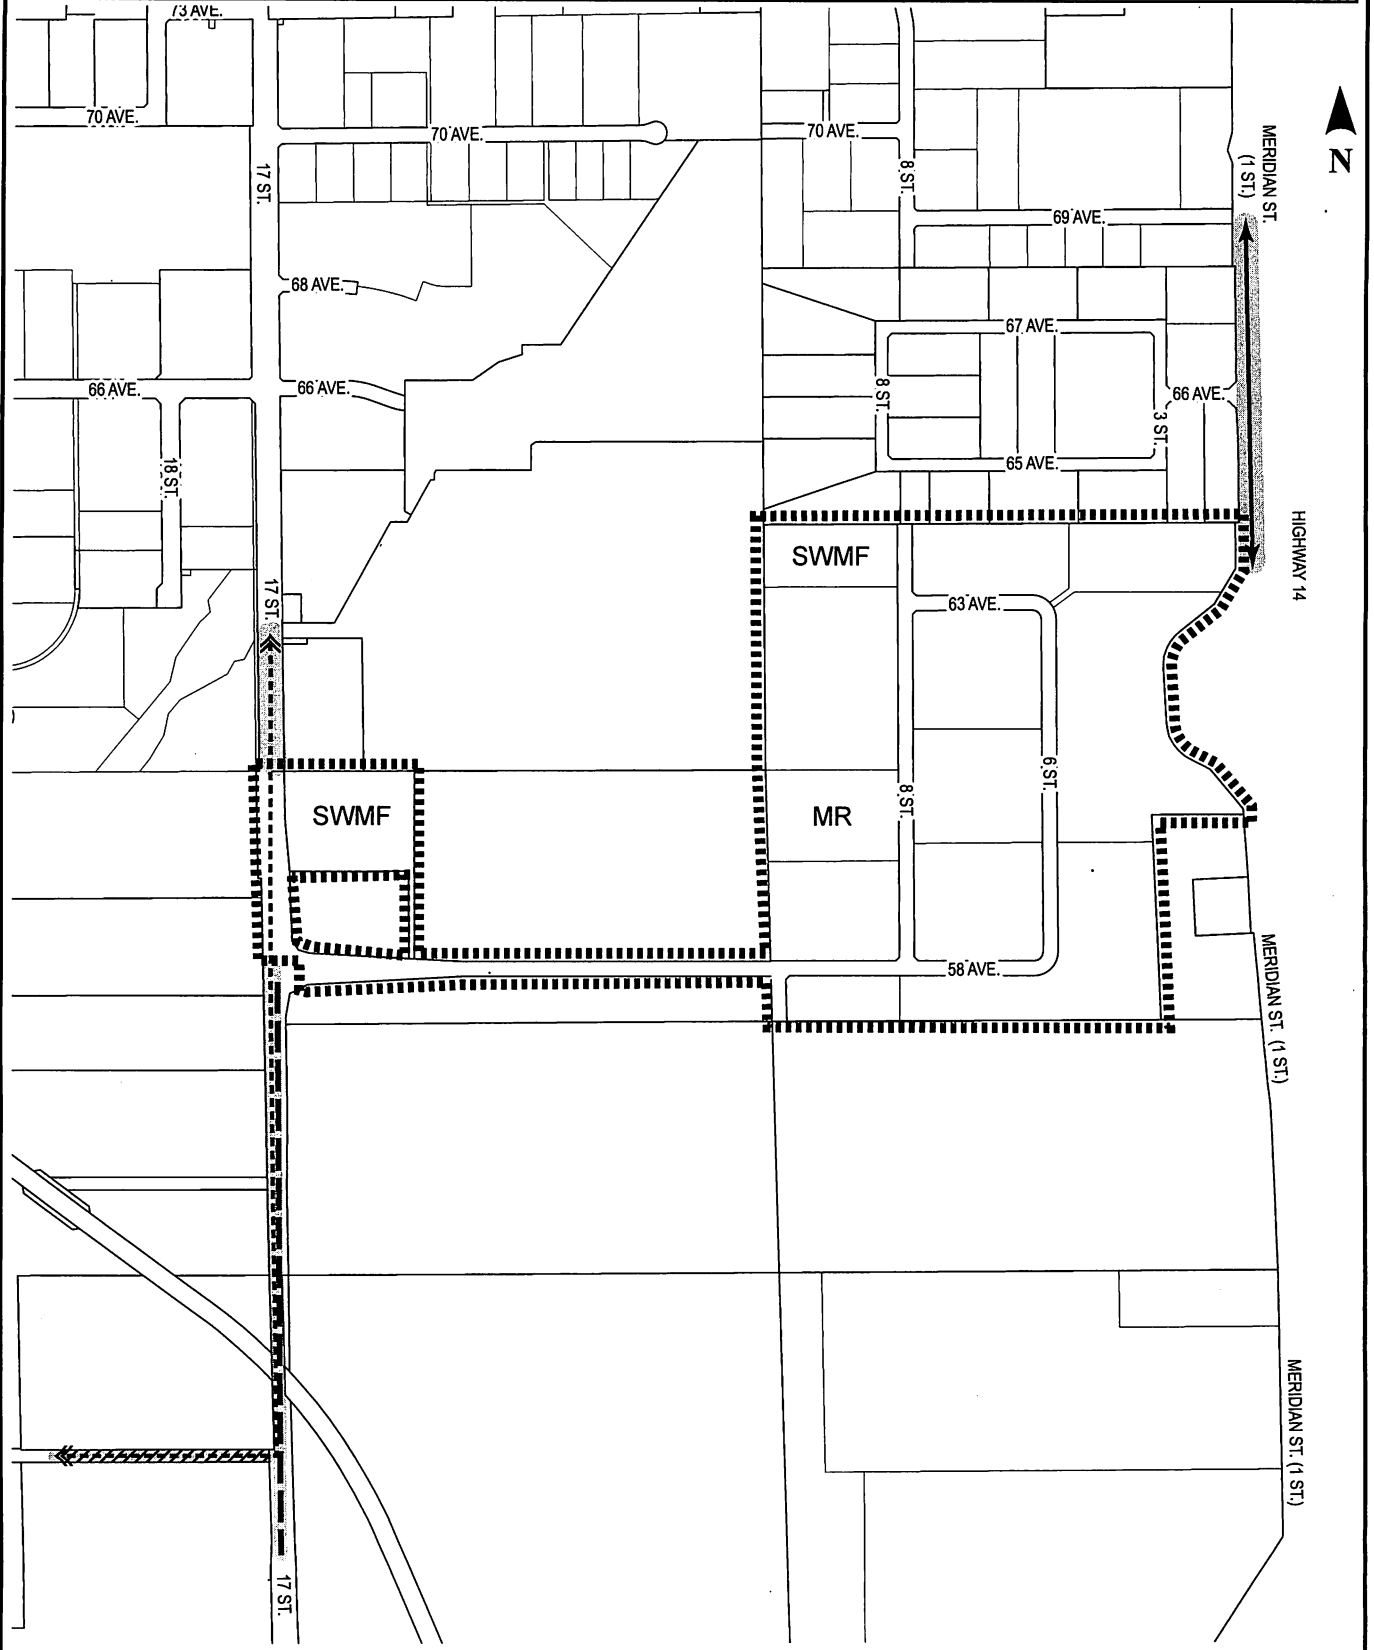 73 AVE.
70 AVE.
70 AVE.
70 AVE.
MERIDIAN ST.
(1 ST.)
N
17 ST.
8 ST.
69 AVE.
68 AVE.
67 AVE.
66 AVE.
66 AVE.
8 ST.
66 AVE.
3 ST.
18 ST.
65 AVE.
HIGHWAY 14
SWMF
17 ST.
63 AVE.
SWMF
MR
8 ST.
6 ST.
58 AVE.
MERIDIAN ST. (1 ST.)
MERIDIAN ST. (1 ST.)
17 ST.